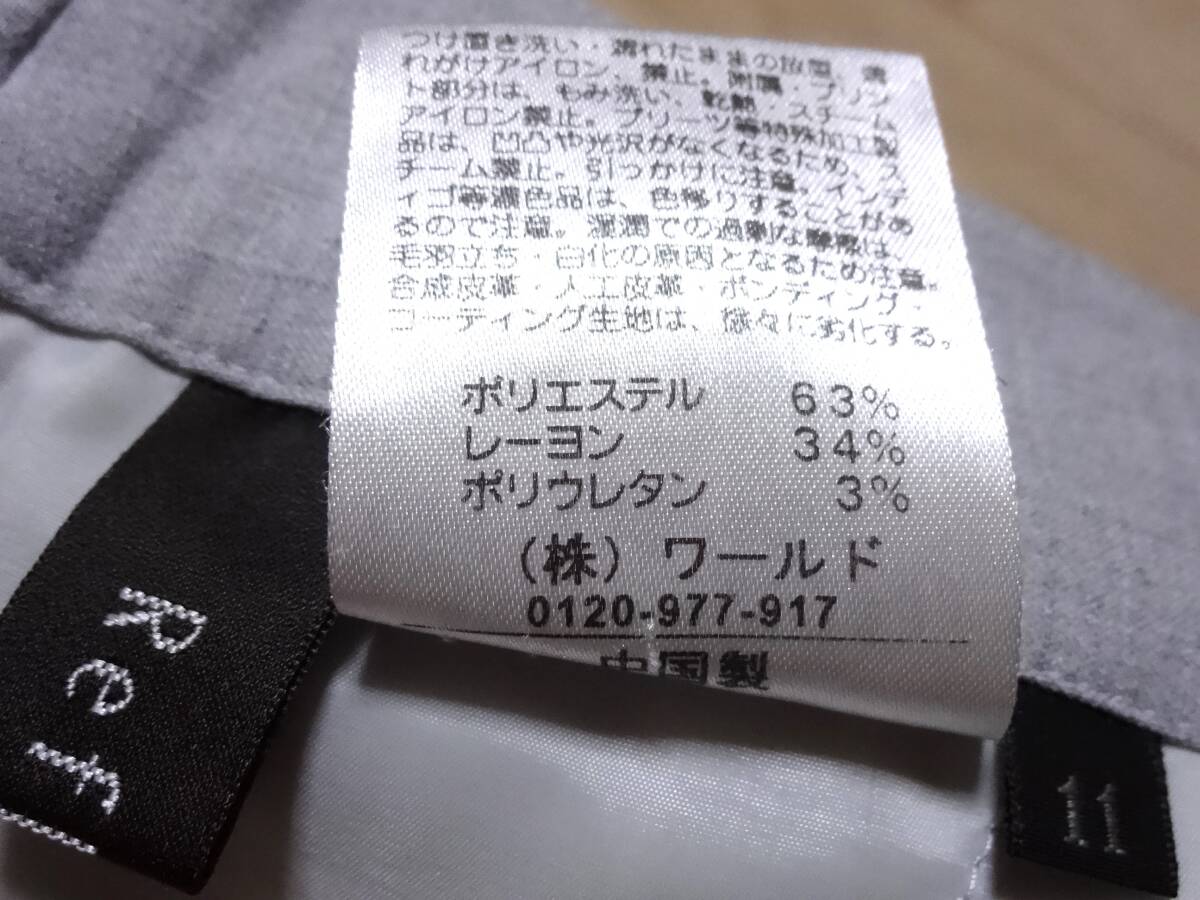 つけ置き洗い・濡れたままの放置、濡
れがけアイロン、禁止。附属・プリン
ト部分は、もみ洗い、乾熱・スチーム
アイロン禁止。プリーツ等特殊加工製
品は、凹凸や光沢がなくなるため、ス
チーム禁止。引っかけに注意。インデ
ィゴ等濃色品は、色移りすることがあ
るので注意。湿潤での過剰な摩擦は、
毛羽立ち・白化の原因となるため注意。
合成皮革・人工皮革・ボンディング・
コーティング生地は、徐々に劣化する。
ポリエステル 63%
レーヨン 34%
ポリウレタン 3%
(株) ワールド
0120-977-917
中国製
Ref
11